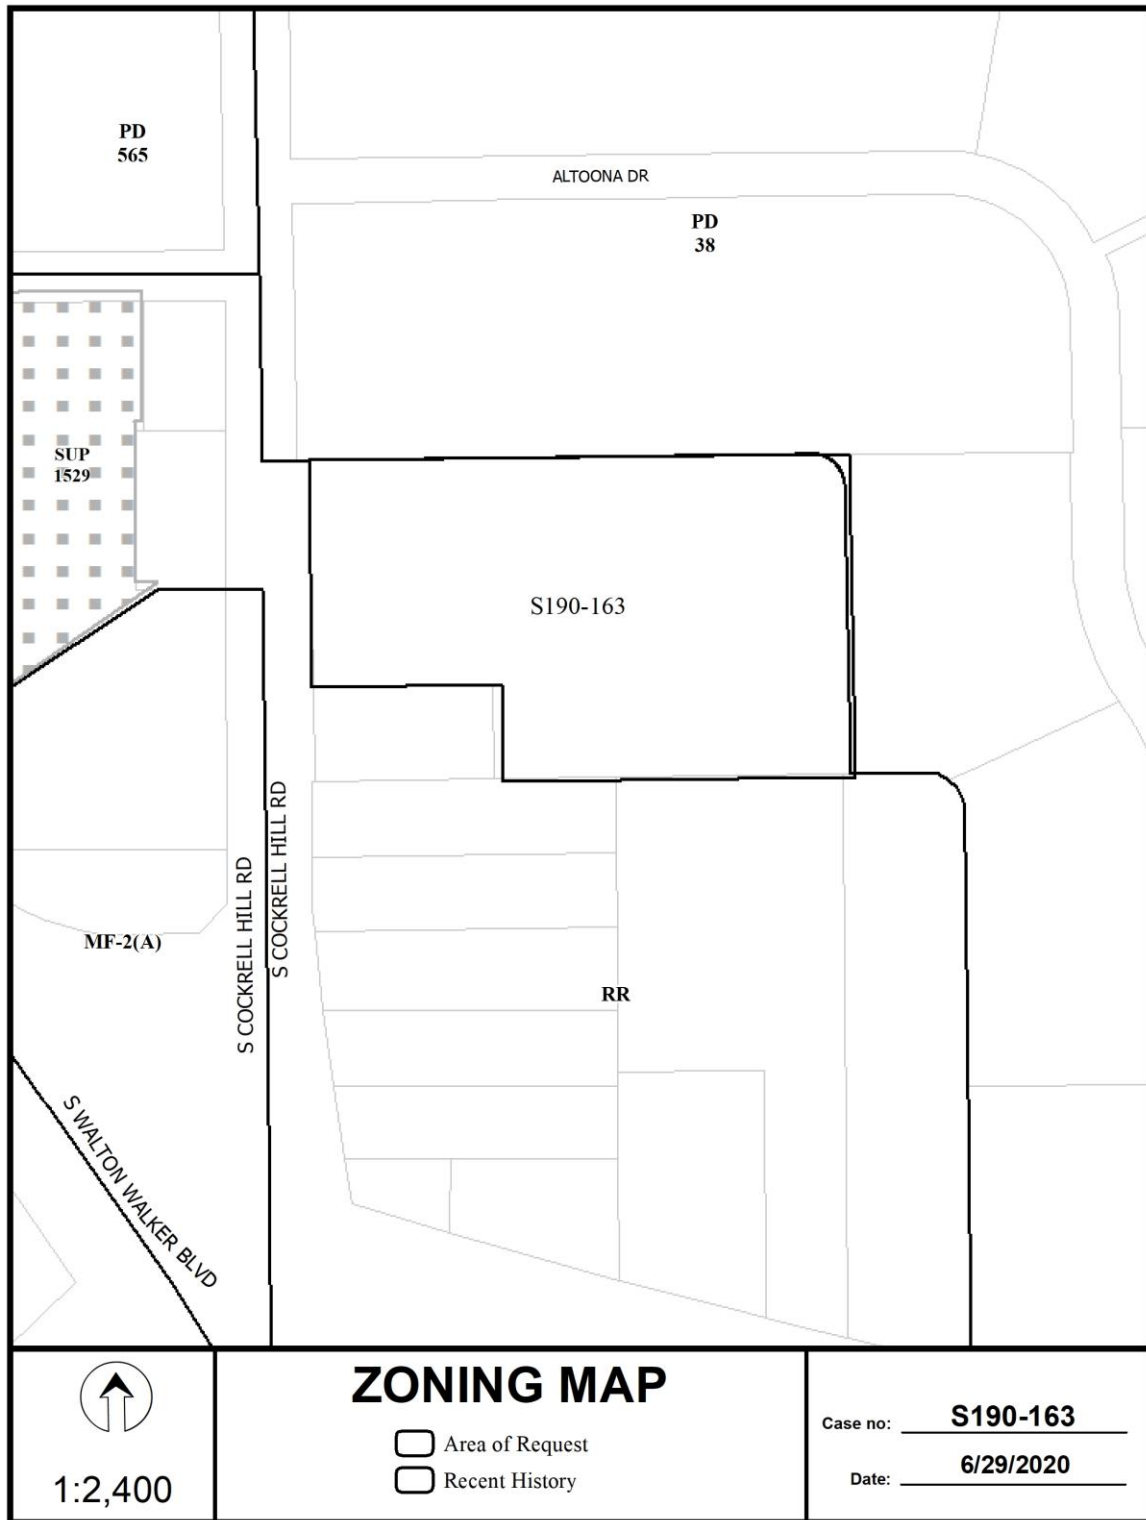 PD
565
ALTOONA DR
PD
38
SUP
1529
S190-163
S COCKRELL HILL RD
S COCKRELL HILL RD
MF-2(A)
RR
S WALTON WALKER BLVD
1:2,400
ZONING MAP
Area of Request
Recent History
Case no: S190-163
Date: 6/29/2020